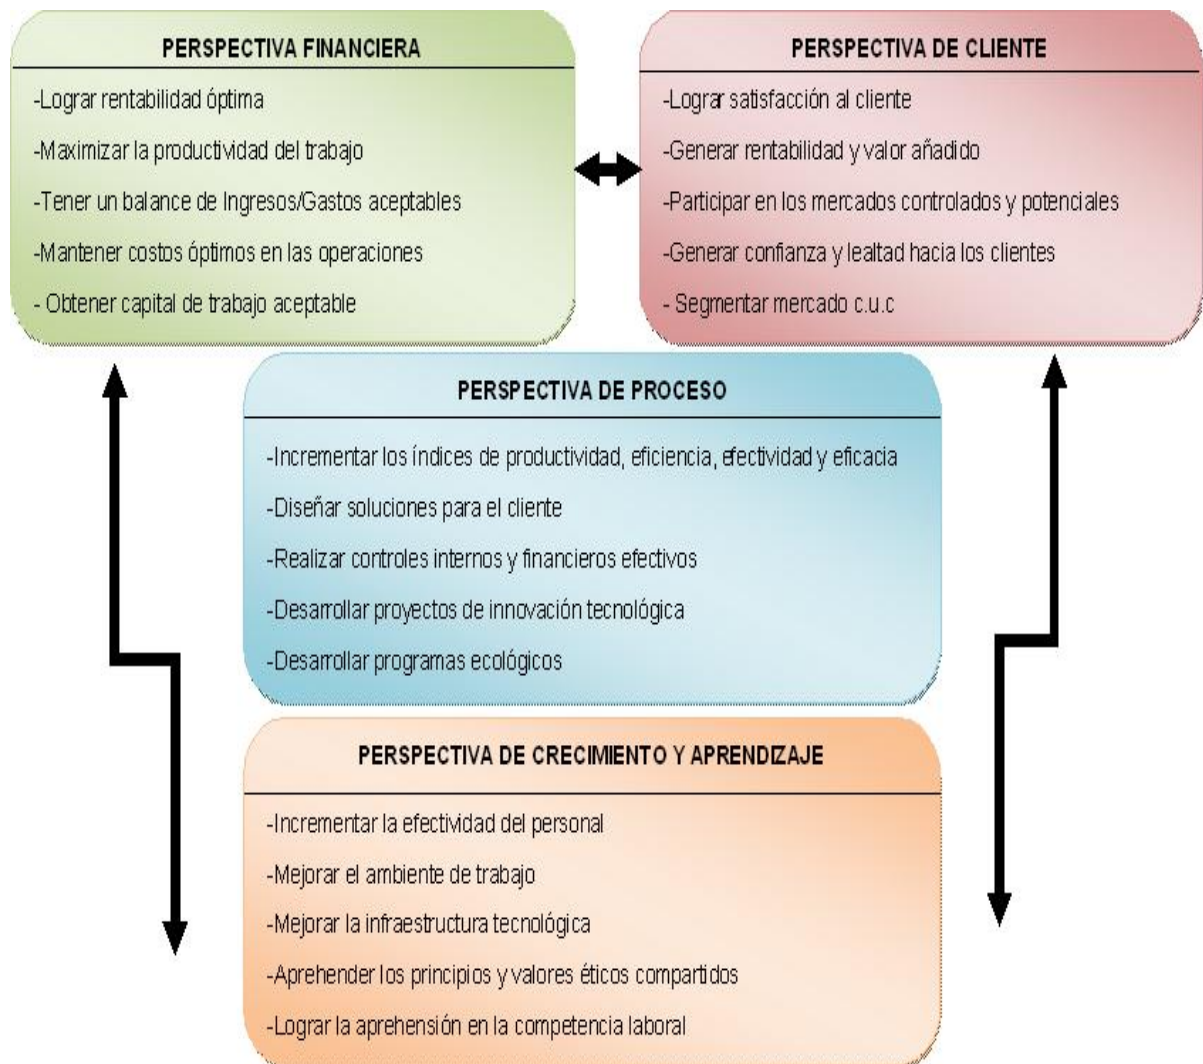 PERSPECTIVA FINANCIERA
-Lograr rentabilidad óptima
-Maximizar la productividad del trabajo
-Tener un balance de Ingresos/Gastos aceptables
-Mantener costos óptimos en las operaciones
- Obtener capital de trabajo aceptable
PERSPECTIVA DE CLIENTE
-Lograr satisfacción al cliente
-Generar rentabilidad y valor añadido
-Participar en los mercados controlados y potenciales
-Generar confianza y lealtad hacia los clientes
- Segmentar mercado c.u.c
PERSPECTIVA DE PROCESO
-Incrementar los índices de productividad, eficiencia, efectividad y eficacia
-Diseñar soluciones para el cliente
-Realizar controles internos y financieros efectivos
-Desarrollar proyectos de innovación tecnológica
-Desarrollar programas ecológicos
PERSPECTIVA DE CRECIMIENTO Y APRENDIZAJE
-Incrementar la efectividad del personal
-Mejorar el ambiente de trabajo
-Mejorar la infraestructura tecnológica
-Aprehender los principios y valores éticos compartidos
-Lograr la aprehensión en la competencia laboral